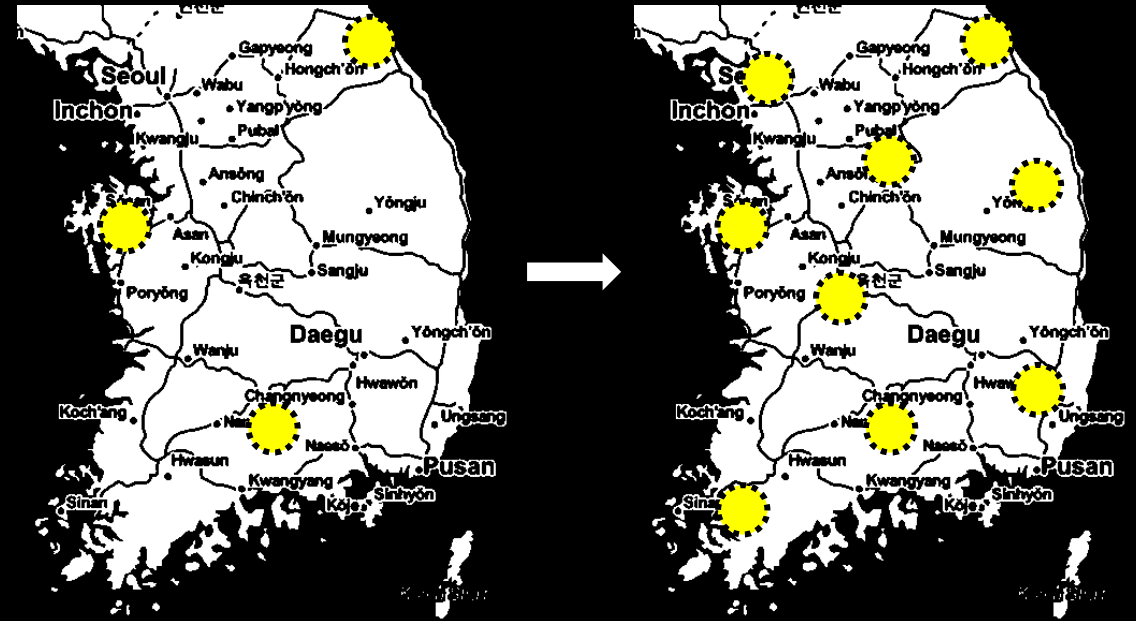 Gapyeong
Hongch'ŏn
Seoul
Wabu
Inchon
Yangp'yŏng
Pubal
Kwangju
Ansŏng
Chinch'ŏn
Yŏngju
Asan
Mungyeong
Kongju
Sangju
옥천군
Poryŏng
Daegu
Yŏngch'ŏn
Wanju
Hwawŏn
Changnyeong
Koch'ang
Ungsang
Naesŏ
Hwasun
Pusan
Kwangyang
Sinhyŏn
Sinan
Kŏje
Gapyeong
Hongch'ŏn
Wabu
Inchon
Yangp'yŏng
Pubal
Kwangju
Chinch'ŏn
Asan
Mungyeong
Kongju
Sangju
Poryŏng
Daegu
Yŏngch'ŏn
Wanju
Changnyeong
Koch'ang
Ungsang
Naesŏ
Hwasun
Pusan
Kwangyang
Sinhyŏn
Kŏje